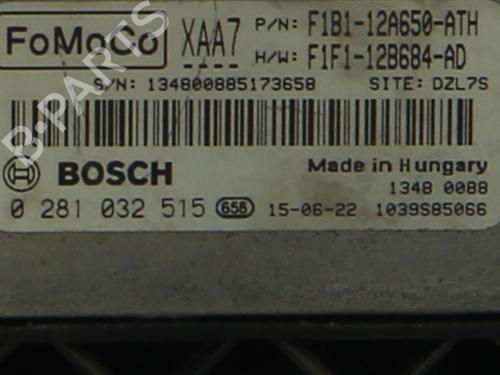 FoMoCo XAA7 P/N: F1B1-12A650-ATH
H/W: F1F1-12B684-AD
S/N: 134800885173658 SITE: DZL7S
BOSCH Made in Hungary
1348 0088
0 281 032 515 658 15-06-22 1039S85066
B-PARTS